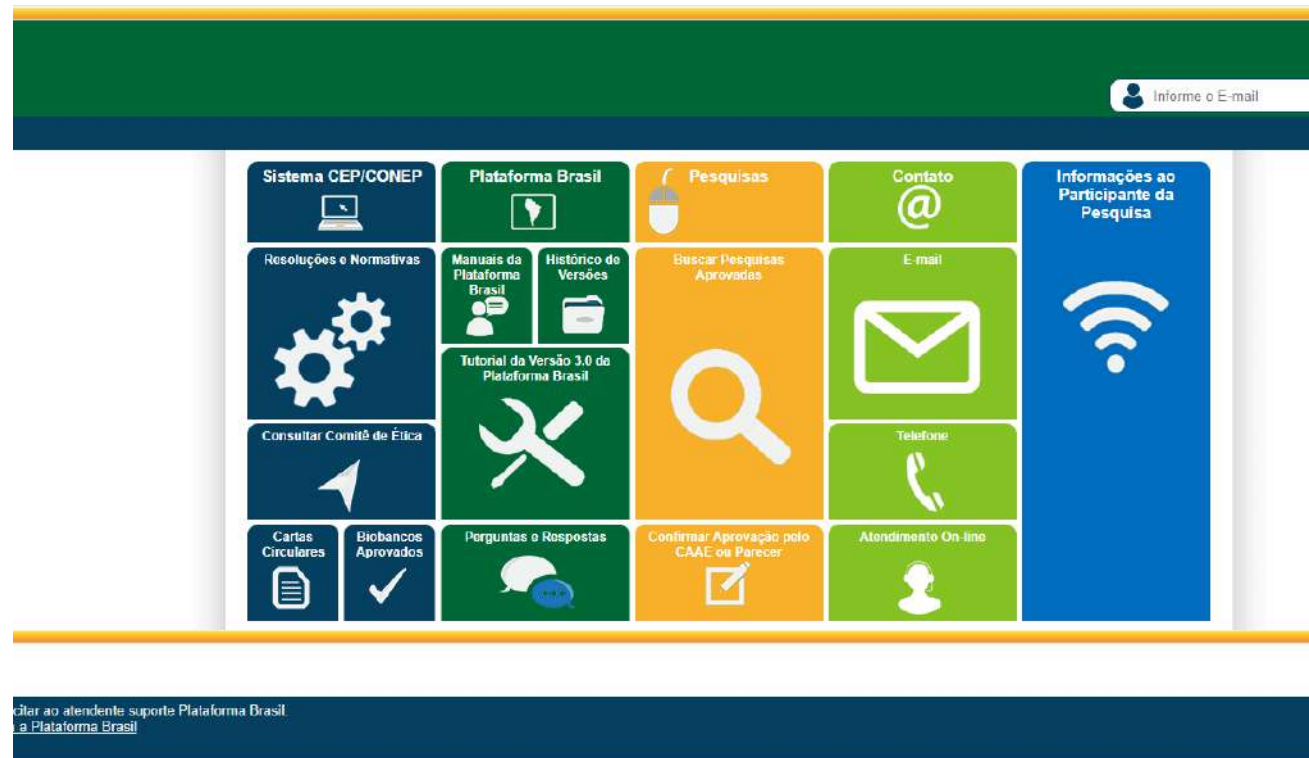 Informe o E-mail
Sistema CEP/CONEP
Plataforma Brasil
Pesquisas
Contato
@
Informações ao
Participante da
Pesquisa
Resoluções e Normativas
Manuais da
Plataforma
Brasil
Histórico de
Versões
Buscar Pesquisas
Aprovadas
E-mail
Tutorial da Versão 3.0 da
Plataforma Brasil
Consultar Comitê de Ética
Telefone
Cartas
Circulares
Biobancos
Aprovados
Perguntas e Respostas
Confirmar Aprovação pelo
CAAE ou Parecer
Atendimento On-line
citar ao atendente suporte Plataforma Brasil.
a Plataforma Brasil